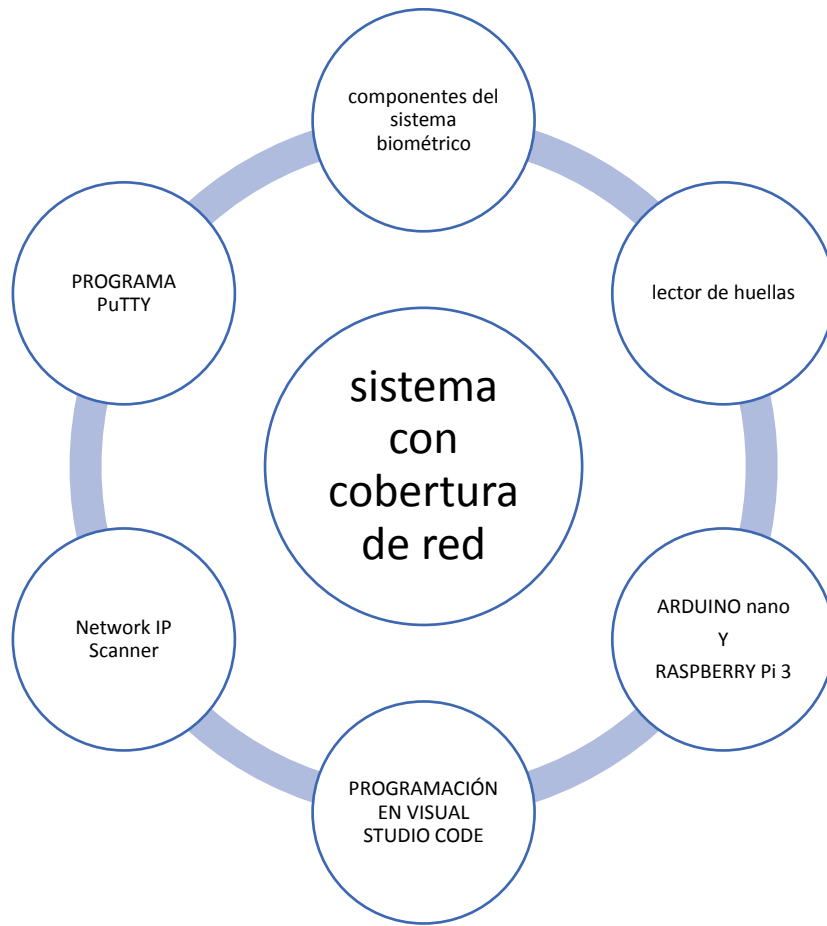 componentes del
sistema
biométrico
lector de huellas
ARDUINO nano
Y
RASPBERRY Pi 3
PROGRAMACIÓN
EN VISUAL
STUDIO CODE
Network IP
Scanner
PROGRAMA
PuTTY
sistema
con
cobertura
de red